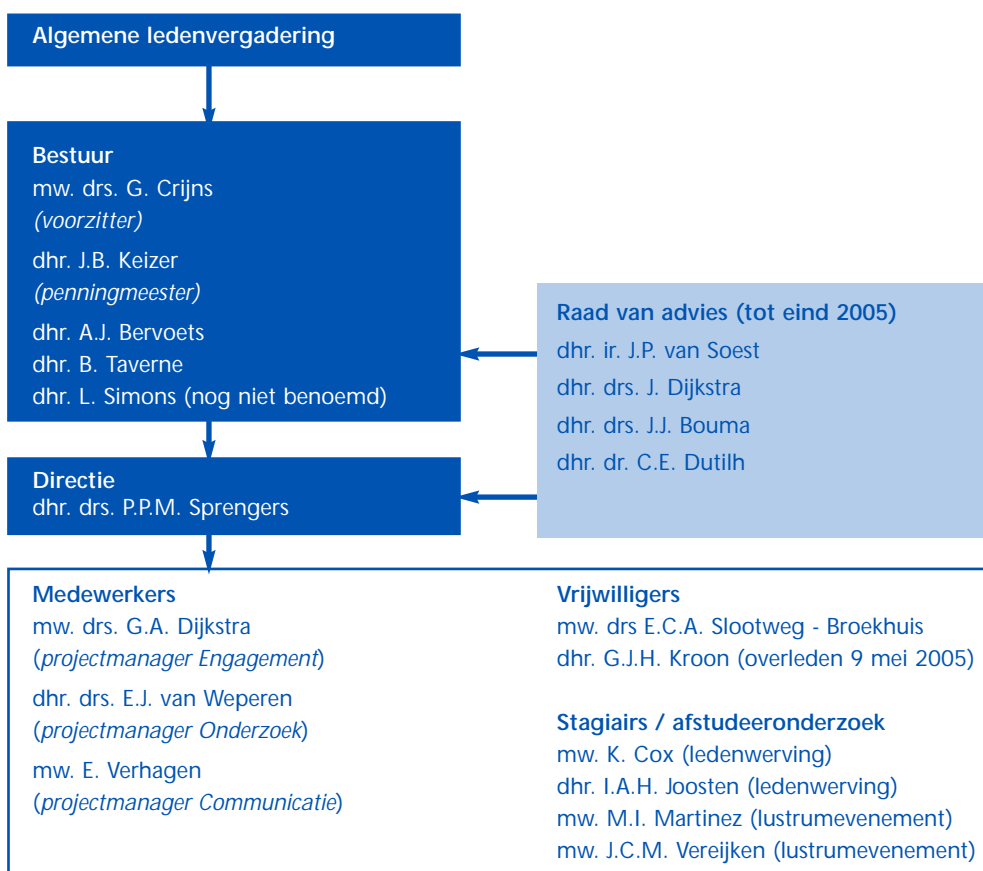 Algemene ledenvergadering
Bestuur
mw. drs. G. Crijns
(voorzitter)
dhr. J.B. Keizer
(penningmeester)
dhr. A.J. Bervoets
dhr. B. Taverne
dhr. L. Simons (nog niet benoemd)
Raad van advies (tot eind 2005)
dhr. ir. J.P. van Soest
dhr. drs. J. Dijkstra
dhr. drs. J.J. Bouma
dhr. dr. C.E. Dutilh
Directie
dhr. drs. P.P.M. Sprengers
Medewerkers
mw. drs. G.A. Dijkstra
(projectmanager Engagement)
dhr. drs. E.J. van Weperen
(projectmanager Onderzoek)
mw. E. Verhagen
(projectmanager Communicatie)
Vrijwilligers
mw. drs E.C.A. Slootweg - Broekhuis
dhr. G.J.H. Kroon (overleden 9 mei 2005)
Stagiairs / afstudeeronderzoek
mw. K. Cox (ledenwerving)
dhr. I.A.H. Joosten (ledenwerving)
mw. M.I. Martinez (lustrumevenement)
mw. J.C.M. Vereijken (lustrumevenement)